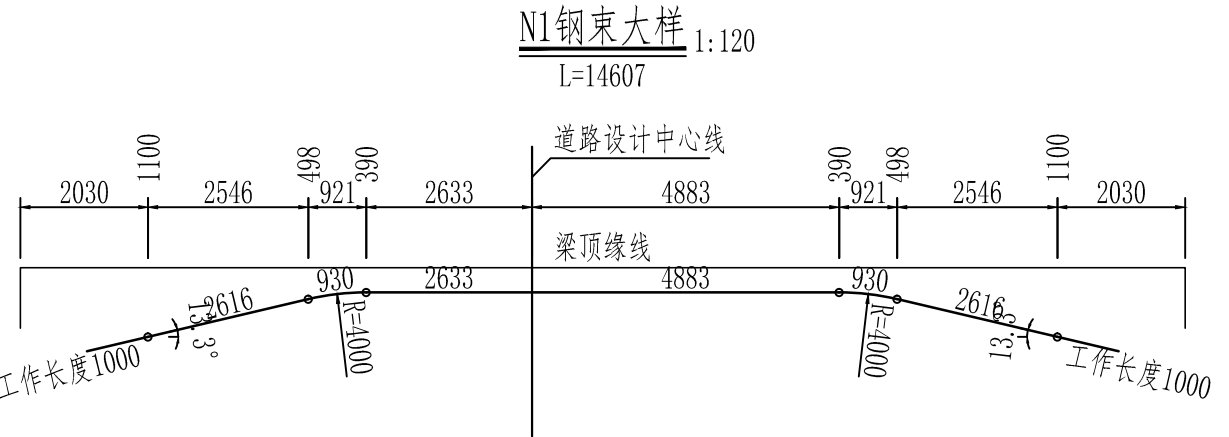 N1钢束大样 1:120
L=14607
道路设计中心线
1100 498 390 390 498 1100
2030 2546 921 2633 4883 921 2546 2030
梁顶缘线
2616 930 2633 4883 930 2616
13.3° R=4000 R=4000 13.3
工作长度1000 工作长度1000